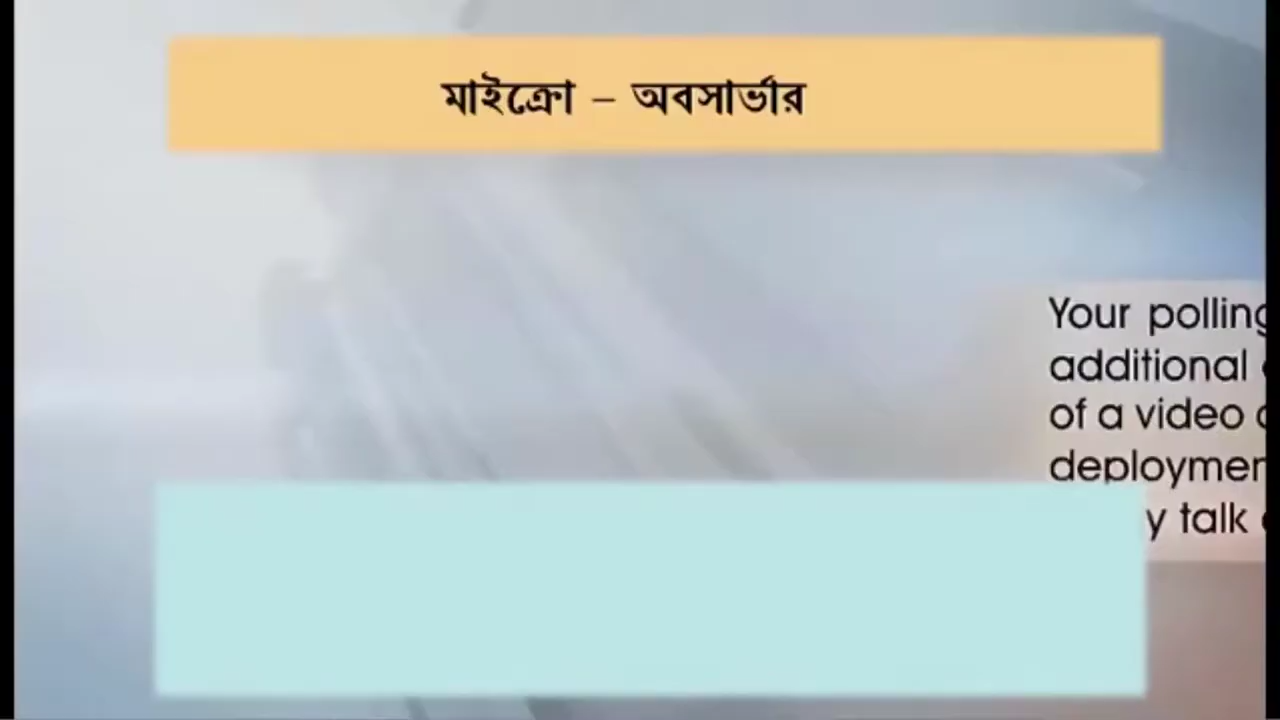 মাইক্রো – অবসার্ভার
Your polling
additional
of a video
deploymen
y talk